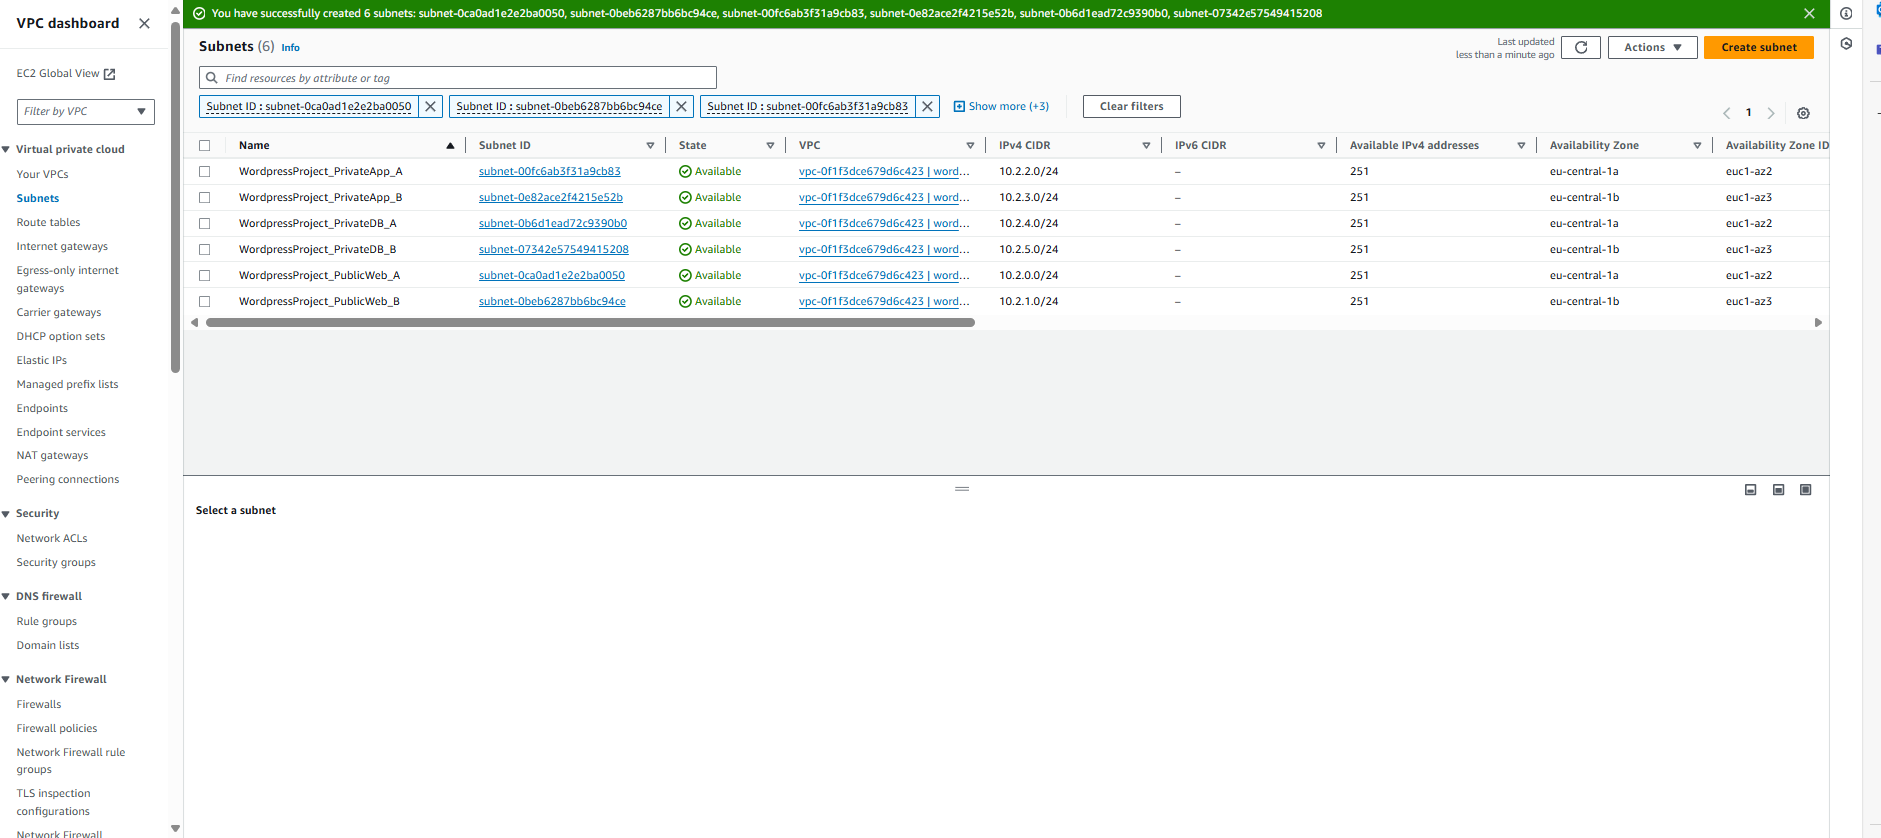 VPC dashboard
EC2 Global View
Filter by VPC
Virtual private cloud
Your VPCs
Subnets
Route tables
Internet gateways
Egress-only internet
gateways
Carrier gateways
DHCP option sets
Elastic IPs
Managed prefix lists
Endpoints
Endpoint services
NAT gateways
Peering connections
Security
Network ACLs
Security groups
DNS firewall
Rule groups
Domain lists
Network Firewall
Firewalls
Firewall policies
Network Firewall rule
groups
TLS inspection
configurations
Network Firewall
You have successfully created 6 subnets: subnet-0ca0ad1e2e2ba0050, subnet-0beb6287bb6bc94ce, subnet-00fc6ab3f31a9cb83, subnet-0e82ace2f4215e52b, subnet-0b6d1ead72c9390b0, subnet-07342e57549415208
Subnets (6) Info
Last updated
less than a minute ago
Actions
Create subnet
Find resources by attribute or tag
Subnet ID : subnet-0ca0ad1e2e2ba0050 Subnet ID : subnet-0beb6287bb6bc94ce Subnet ID : subnet-00fc6ab3f31a9cb83 Show more (+3) Clear filters
1
Name Subnet ID State VPC IPv4 CIDR IPv6 CIDR Available IPv4 addresses Availability Zone Availability Zone ID
WordpressProject_PrivateApp_A subnet-00fc6ab3f31a9cb83 Available vpc-0f1f3dce679d6c423 | word... 10.2.2.0/24 – 251 eu-central-1a euc1-az2
WordpressProject_PrivateApp_B subnet-0e82ace2f4215e52b Available vpc-0f1f3dce679d6c423 | word... 10.2.3.0/24 – 251 eu-central-1b euc1-az3
WordpressProject_PrivateDB_A subnet-0b6d1ead72c9390b0 Available vpc-0f1f3dce679d6c423 | word... 10.2.4.0/24 – 251 eu-central-1a euc1-az2
WordpressProject_PrivateDB_B subnet-07342e57549415208 Available vpc-0f1f3dce679d6c423 | word... 10.2.5.0/24 – 251 eu-central-1b euc1-az3
WordpressProject_PublicWeb_A subnet-0ca0ad1e2e2ba0050 Available vpc-0f1f3dce679d6c423 | word... 10.2.0.0/24 – 251 eu-central-1a euc1-az2
WordpressProject_PublicWeb_B subnet-0beb6287bb6bc94ce Available vpc-0f1f3dce679d6c423 | word... 10.2.1.0/24 – 251 eu-central-1b euc1-az3
Select a subnet